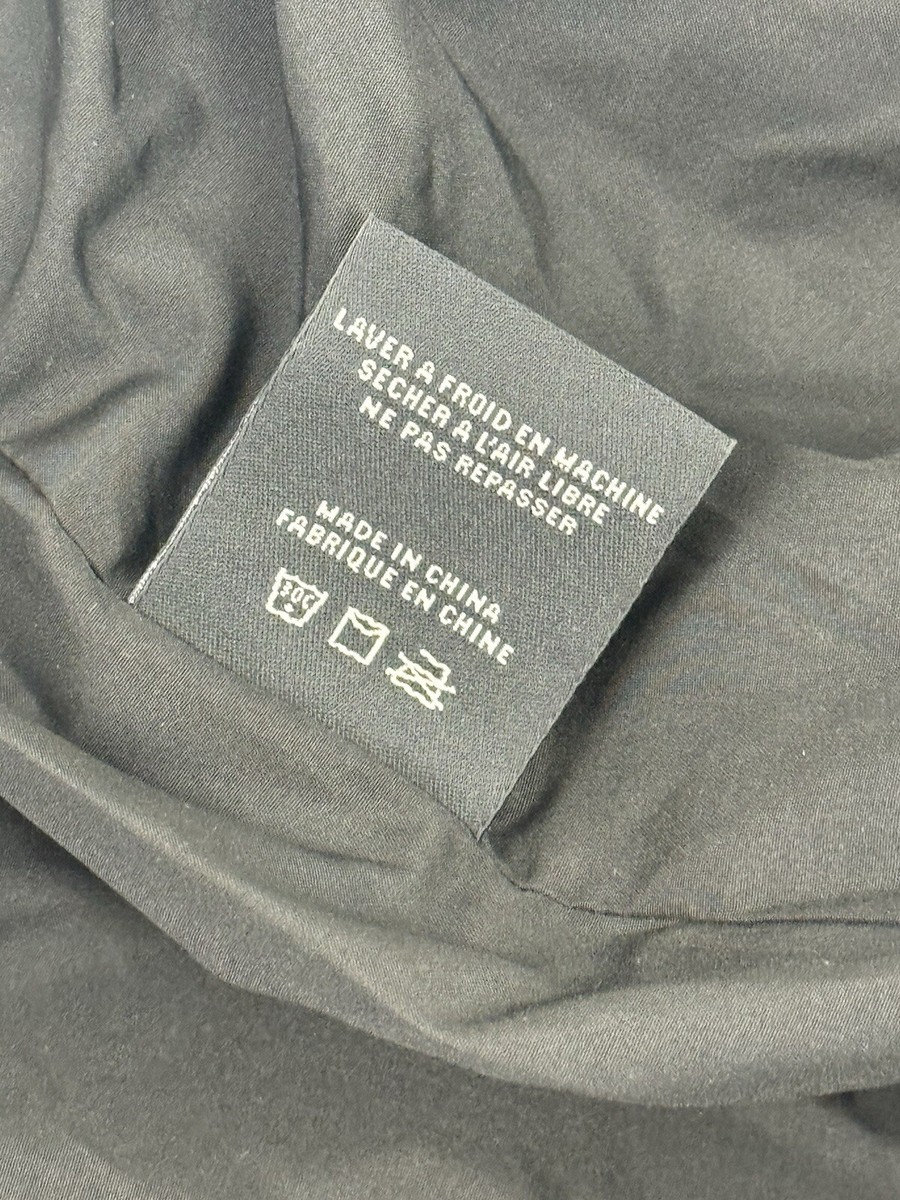 LAVER A FROID EN MACHINE
SECHER A L'AIR LIBRE
NE PAS REPASSER
MADE IN CHINA
FABRIQUE EN CHINE
30C